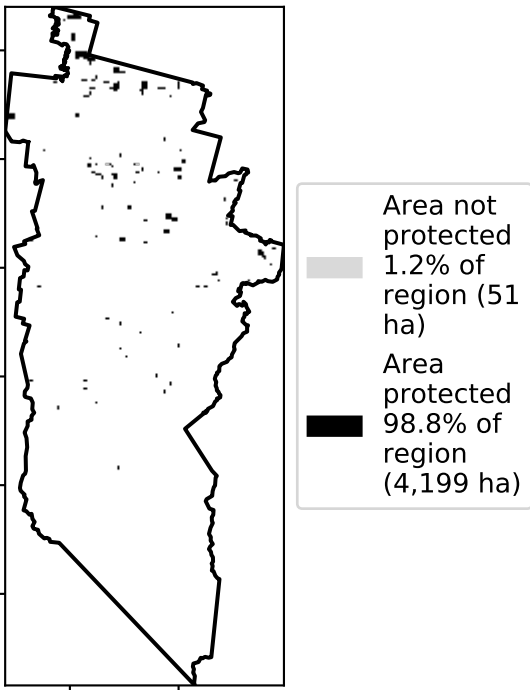 Area not
protected
1.2% of
region (51
ha)
Area
protected
98.8% of
region
(4,199 ha)